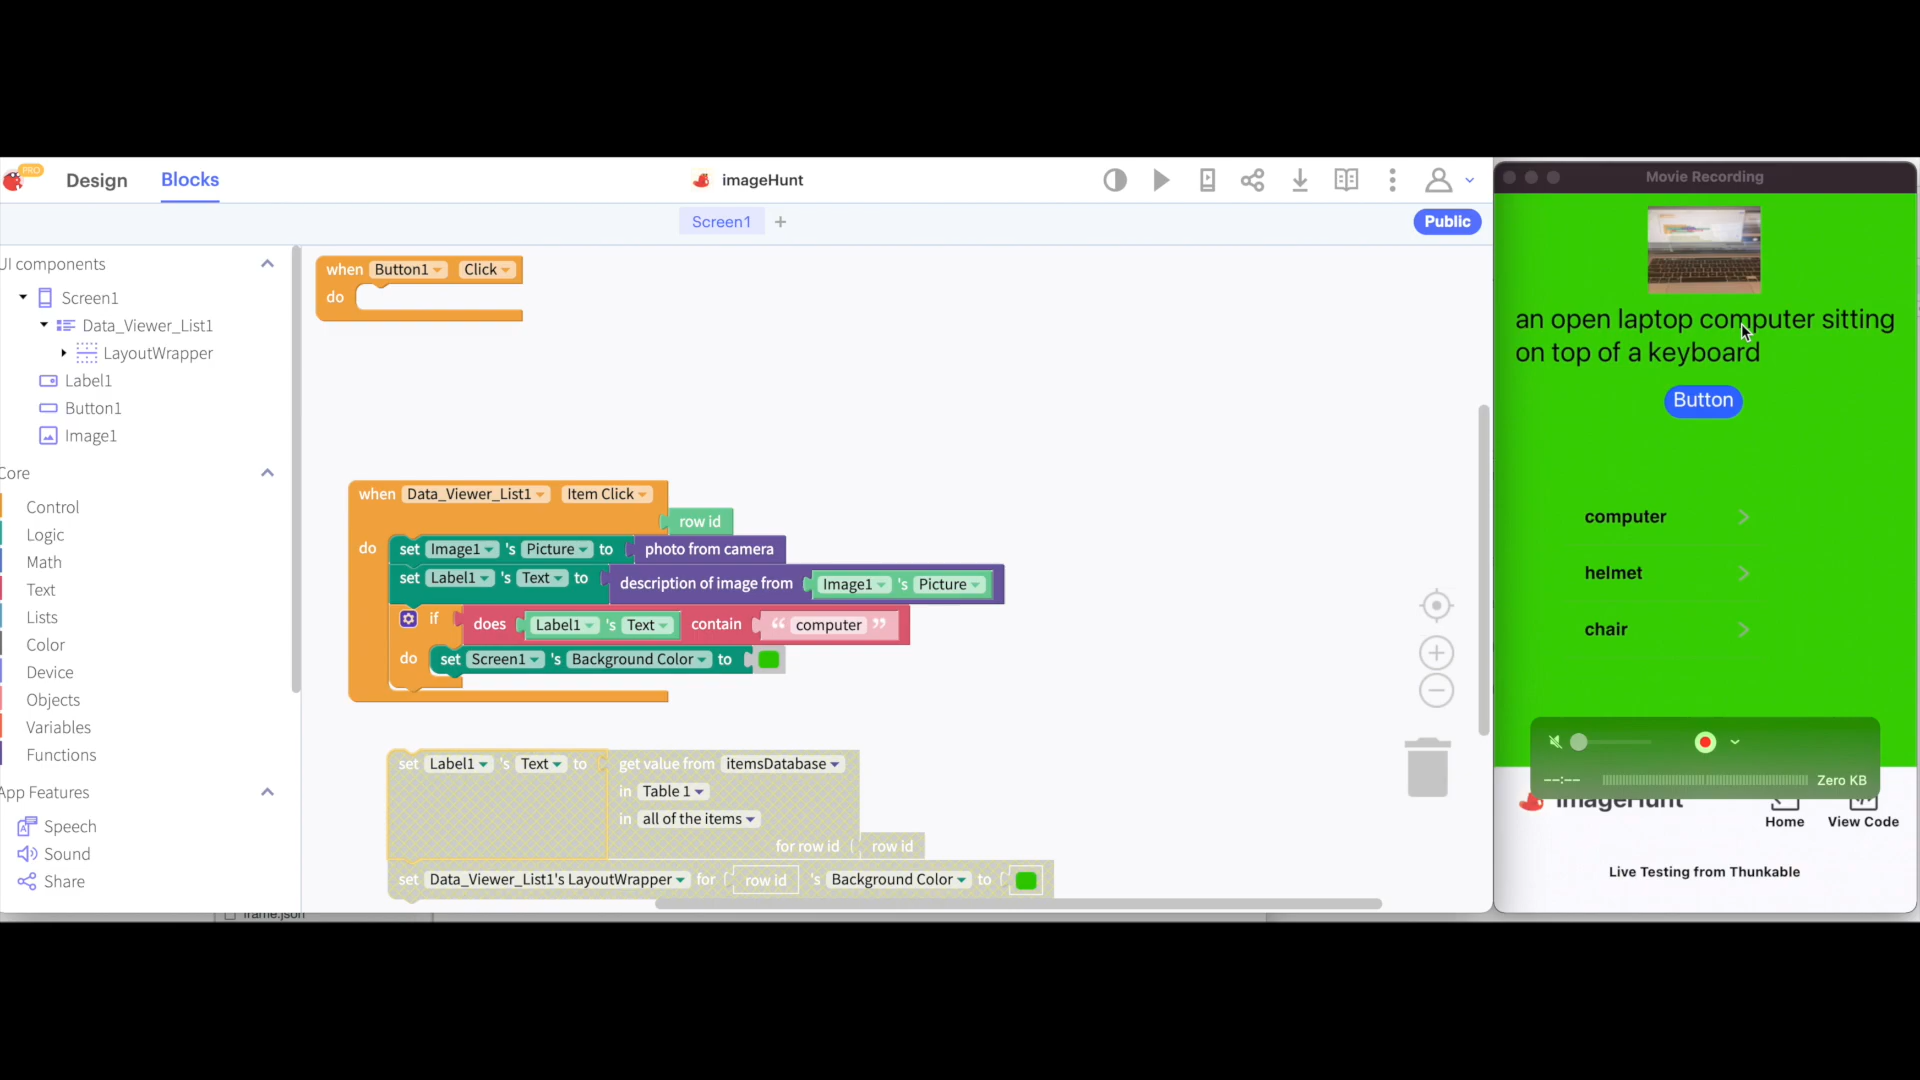 PRO
Design
Blocks
imageHunt
Screen1 +
Public
UI components
Screen1
Data_Viewer_List1
LayoutWrapper
Label1
Button1
Image1
Core
Control
Logic
Math
Text
Lists
Color
Device
Objects
Variables
Functions
App Features
Speech
Sound
Share
when Button1 Click
do
when Data_Viewer_List1 Item Click
row id
do set Image1 's Picture to photo from camera
set Label1 's Text to description of image from Image1 's Picture
if does Label1 's Text contain “ computer ”
do set Screen1 's Background Color to
set Label1 's Text to get value from itemsDatabase
in Table 1
in all of the items
for row id row id
set Data_Viewer_List1's LayoutWrapper for row id 's Background Color to
frame.json
Movie Recording
an open laptop computer sitting
on top of a keyboard
Button
computer
helmet
chair
--:-- Zero KB
imageHunt
Home
View Code
Live Testing from Thunkable